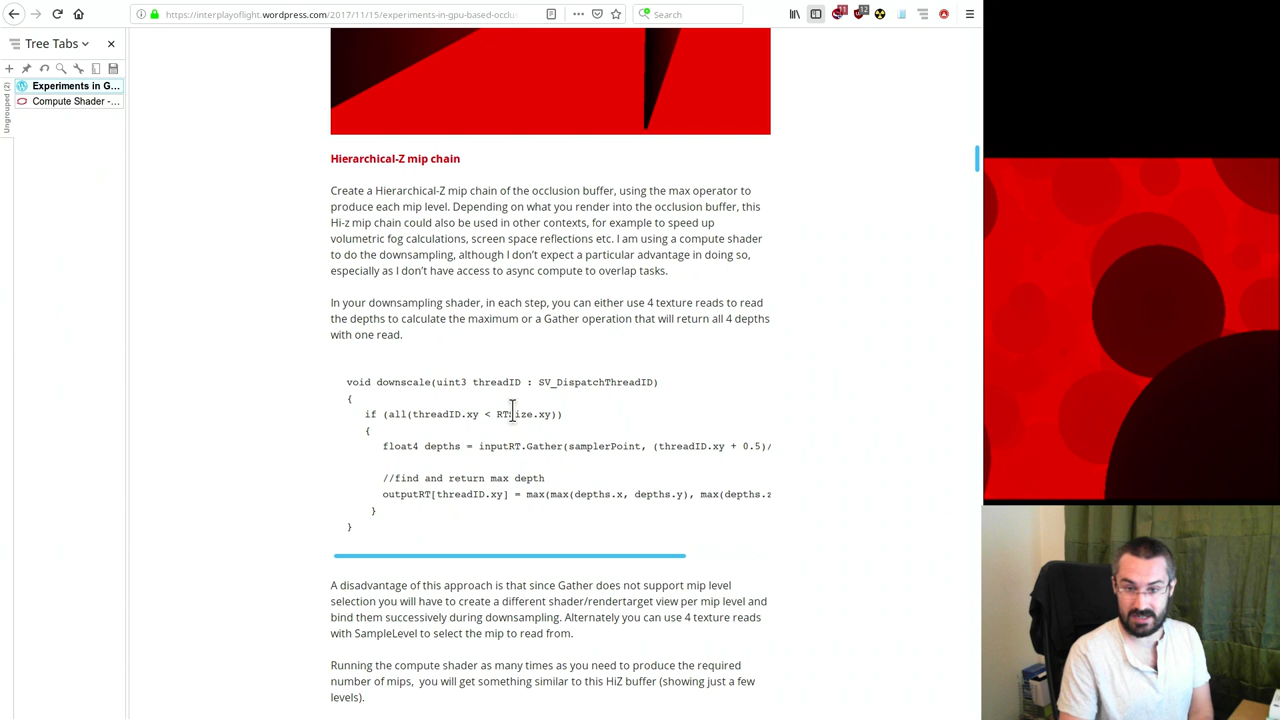 https://interplayoflight.wordpress.com/2017/11/15/experiments-in-gpu-based-occlu
Search
11
12
Tree Tabs
Ungrouped (2)
Experiments in G...
Compute Shader -...
Hierarchical-Z mip chain
Create a Hierarchical-Z mip chain of the occlusion buffer, using the max operator to
produce each mip level. Depending on what you render into the occlusion buffer, this
Hi-z mip chain could also be used in other contexts, for example to speed up
volumetric fog calculations, screen space reflections etc. I am using a compute shader
to do the downsampling, although I don't expect a particular advantage in doing so,
especially as I don't have access to async compute to overlap tasks.
In your downsampling shader, in each step, you can either use 4 texture reads to read
the depths to calculate the maximum or a Gather operation that will return all 4 depths
with one read.
void downscale(uint3 threadID : SV_DispatchThreadID)
{
if (all(threadID.xy < RTSize.xy))
{
float4 depths = inputRT.Gather(samplerPoint, (threadID.xy + 0.5)/
//find and return max depth
outputRT[threadID.xy] = max(max(depths.x, depths.y), max(depths.z
}
}
A disadvantage of this approach is that since Gather does not support mip level
selection you will have to create a different shader/rendertarget view per mip level and
bind them successively during downsampling. Alternately you can use 4 texture reads
with SampleLevel to select the mip to read from.
Running the compute shader as many times as you need to produce the required
number of mips, you will get something similar to this HiZ buffer (showing just a few
levels).